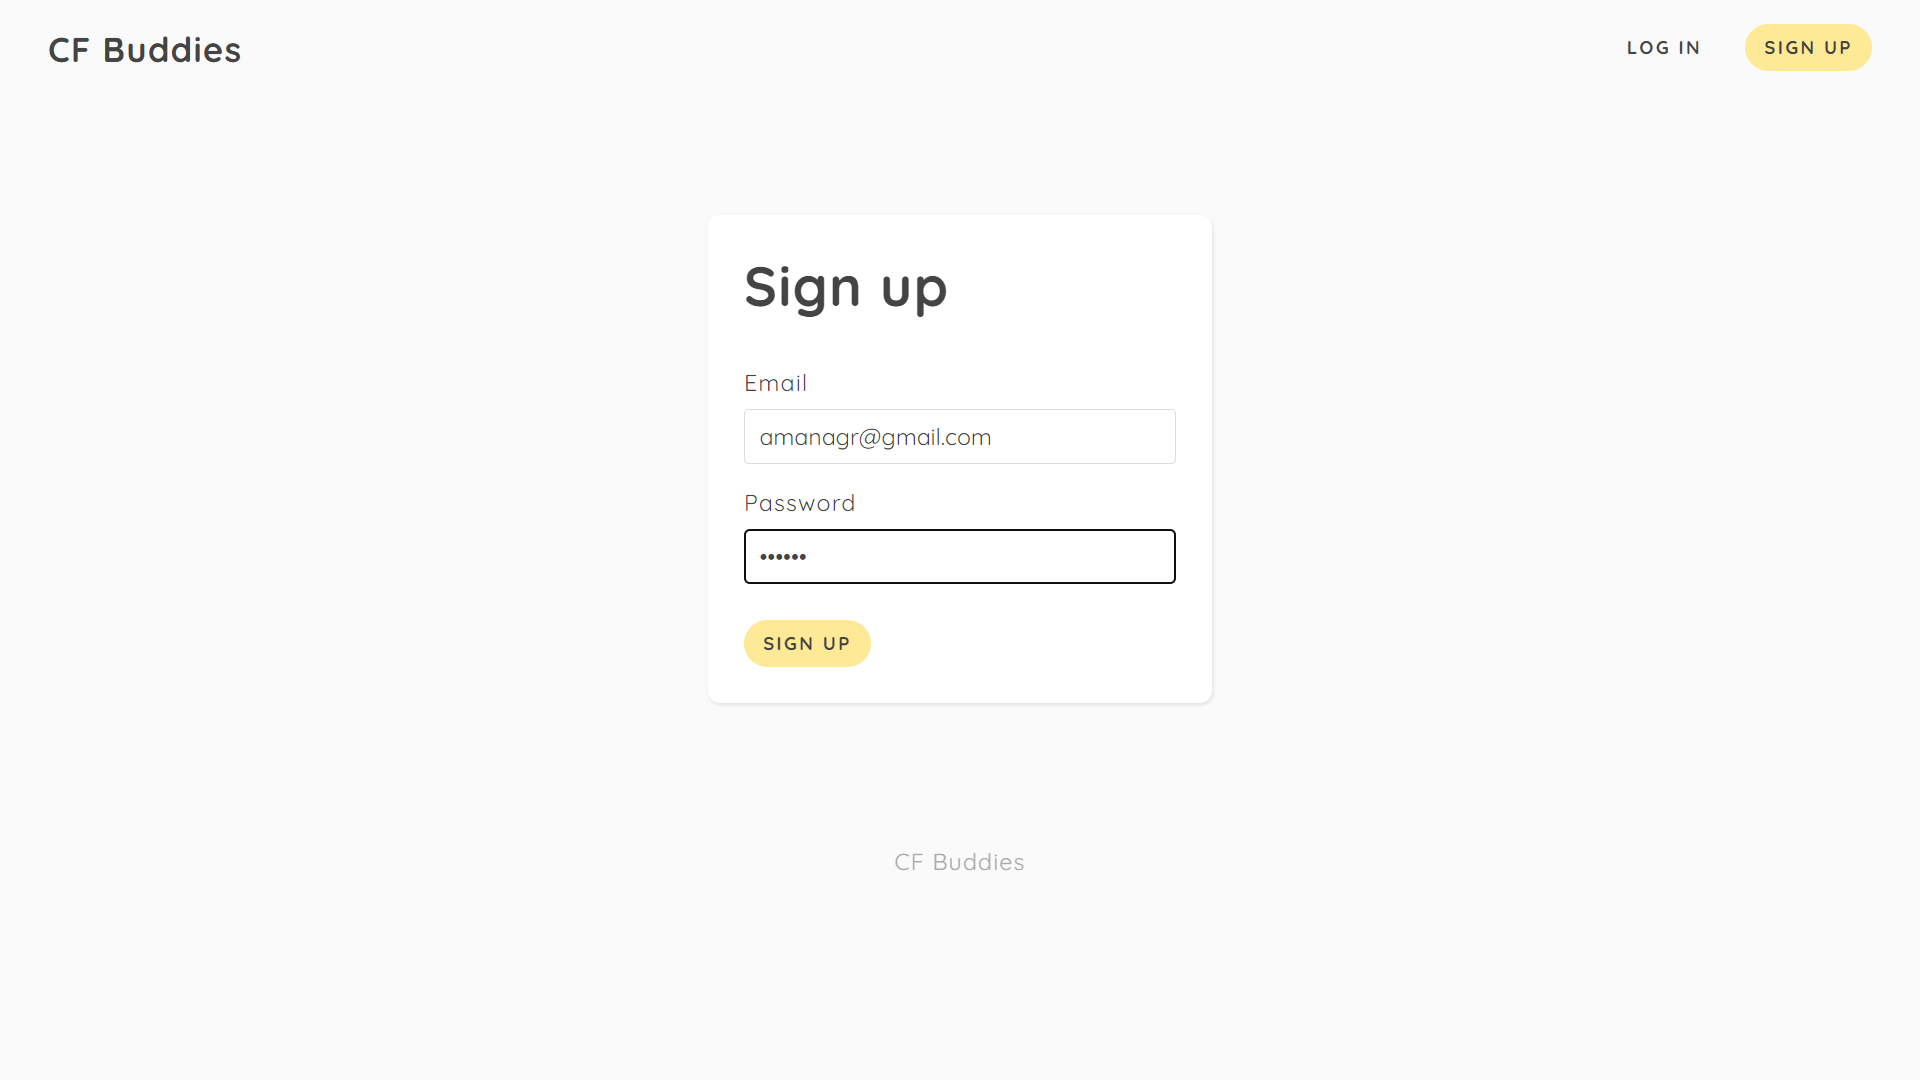 CF Buddies
LOG IN
SIGN UP
Sign up
Email
amanagr@gmail.com
Password
••••••
SIGN UP
CF Buddies